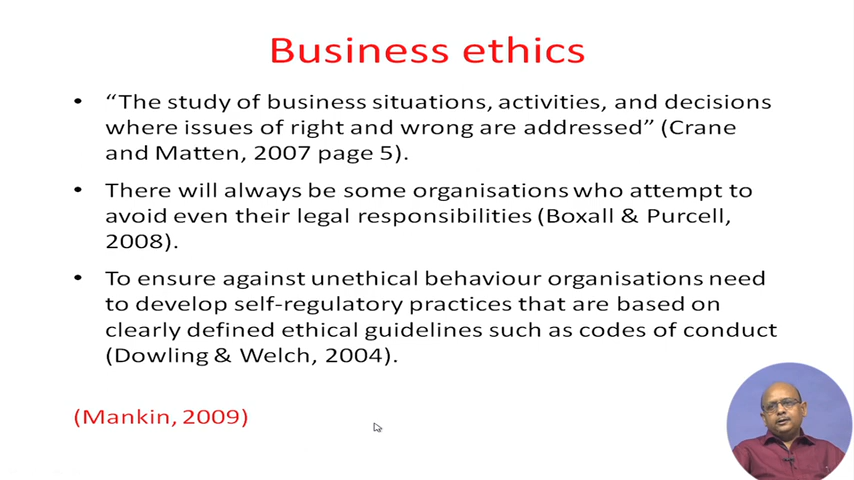 Business ethics
• “The study of business situations, activities, and decisions
where issues of right and wrong are addressed” (Crane
and Matten, 2007 page 5).
• There will always be some organisations who attempt to
avoid even their legal responsibilities (Boxall & Purcell,
2008).
• To ensure against unethical behaviour organisations need
to develop self-regulatory practices that are based on
clearly defined ethical guidelines such as codes of conduct
(Dowling & Welch, 2004).
(Mankin, 2009)